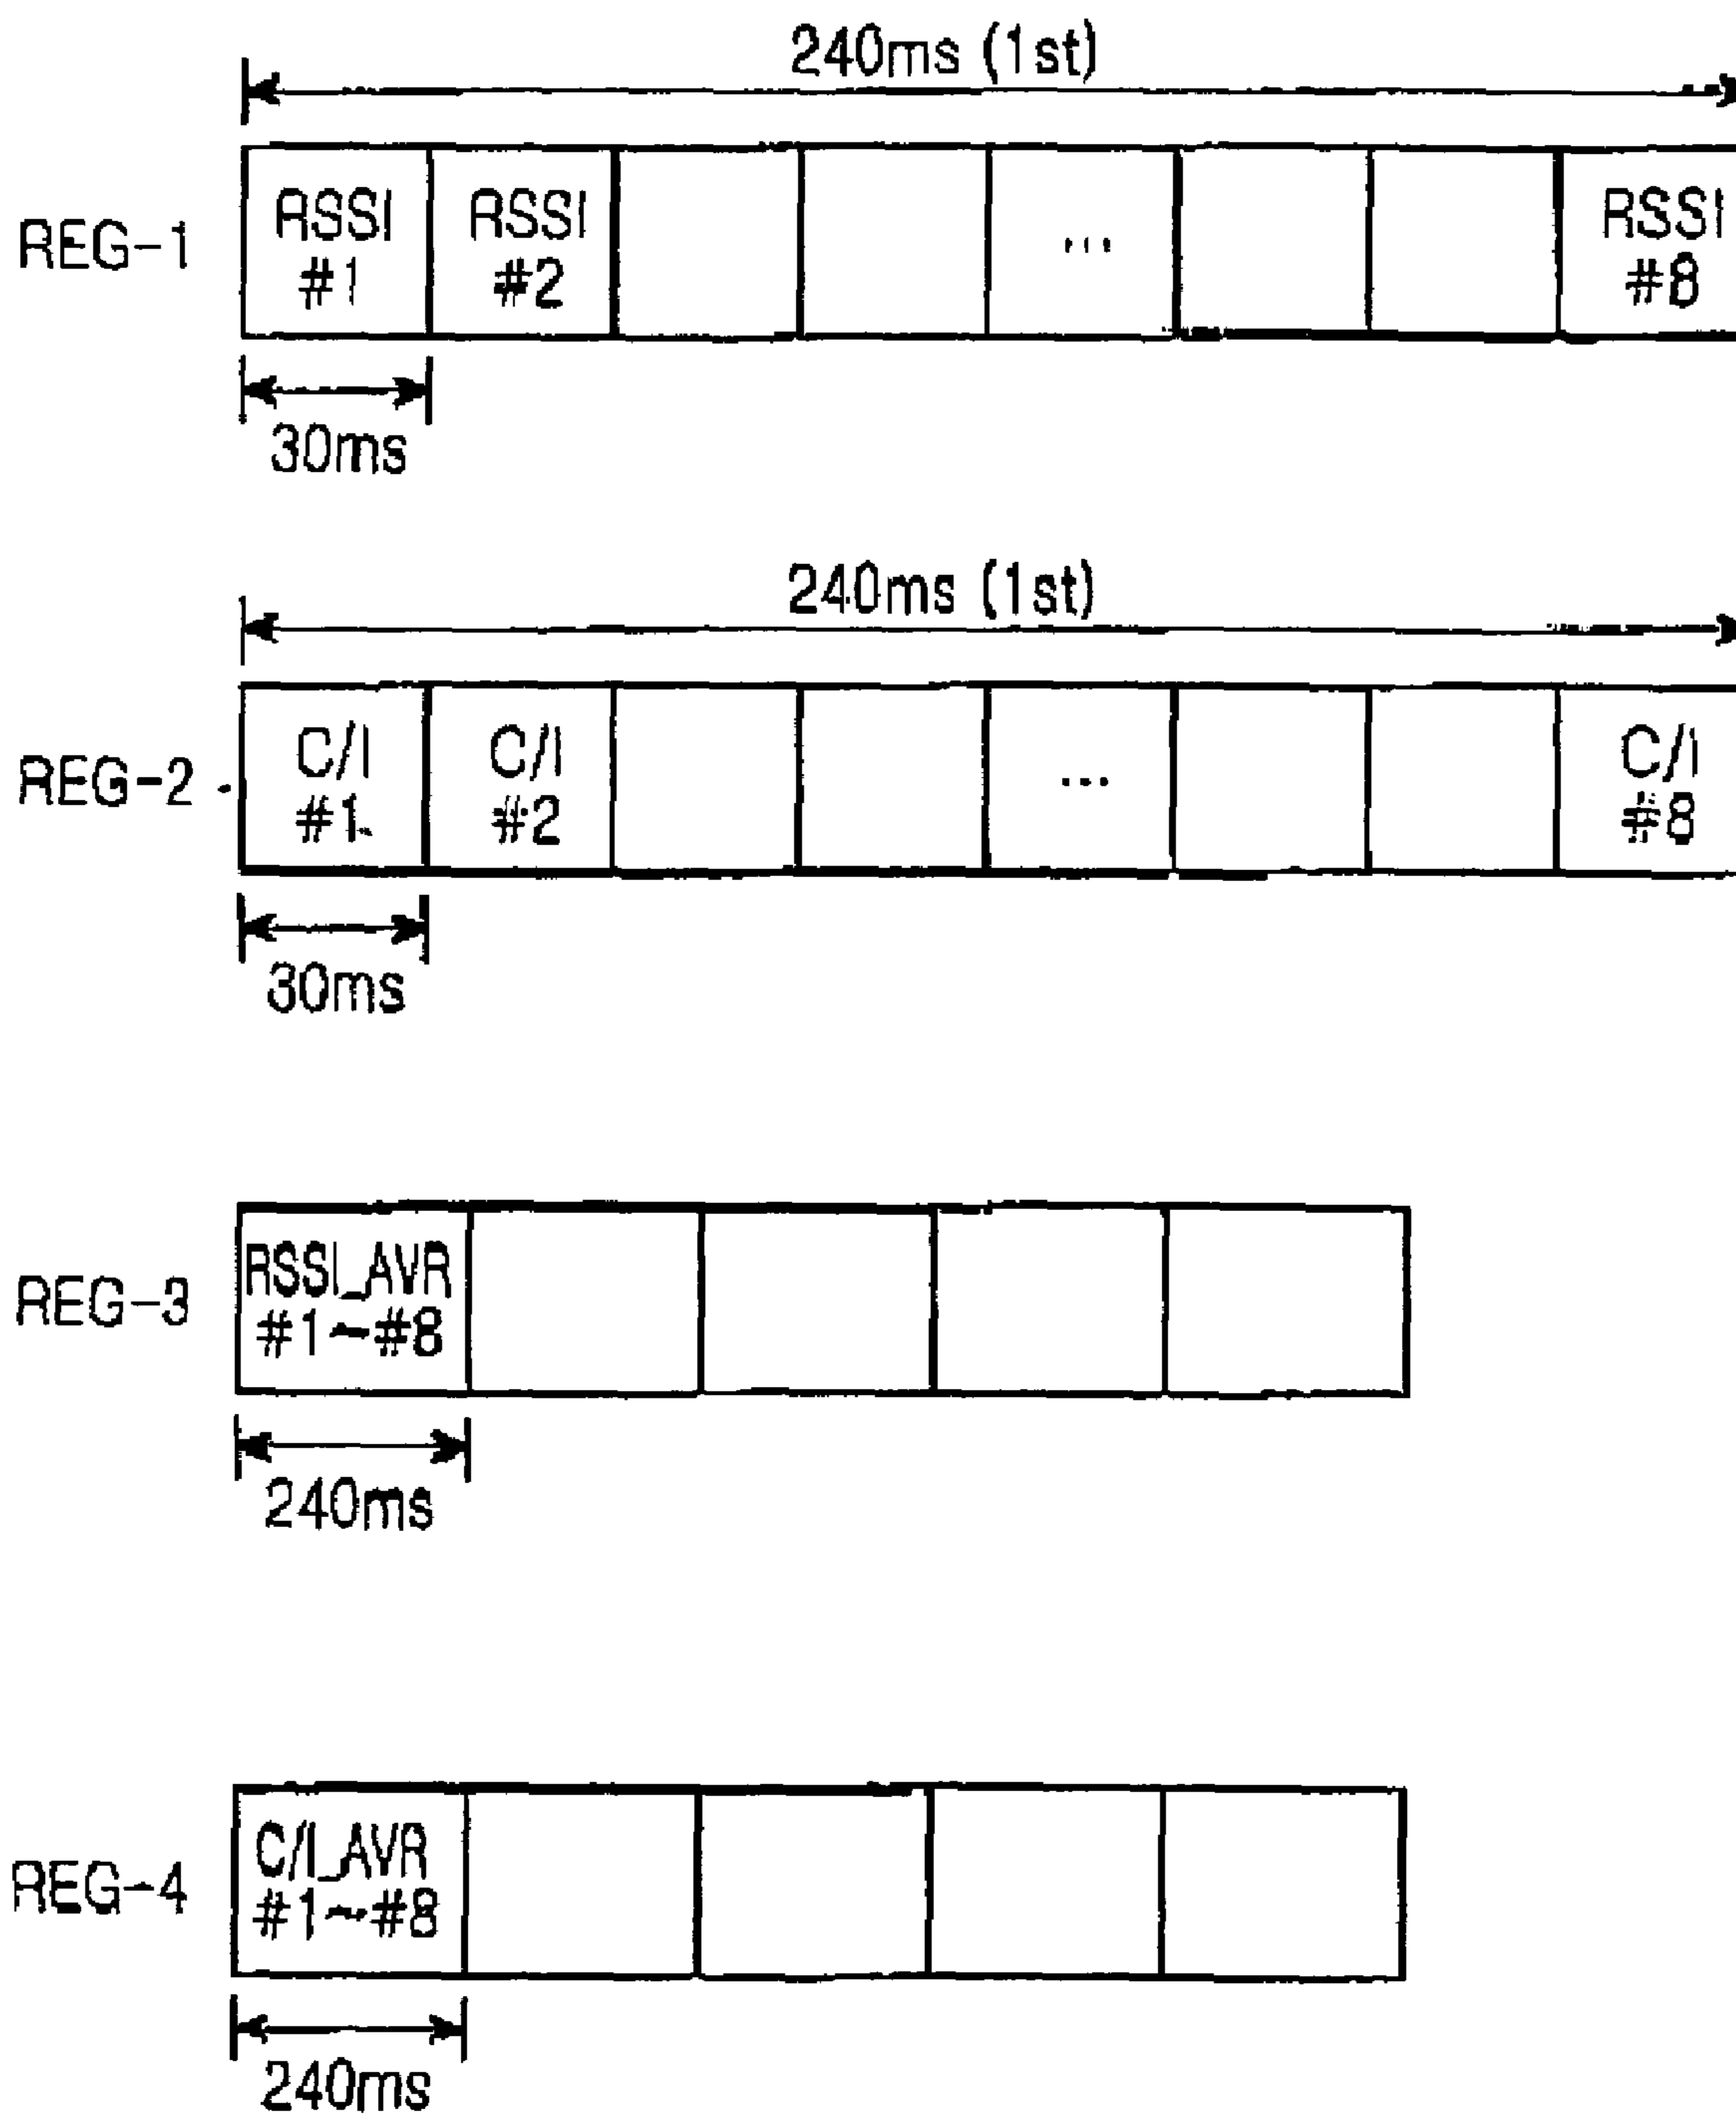 240ms (1st)
REG-1
RSSI
#1
RSSI
#2
...
RSSI
#8
30ms
240ms (1st)
REG-2
C/I
#1
C/I
#2
...
C/I
#8
30ms
REG-3
RSSI_AVR
#1~#8
240ms
REG-4
C/I_AVR
#1~#8
240ms